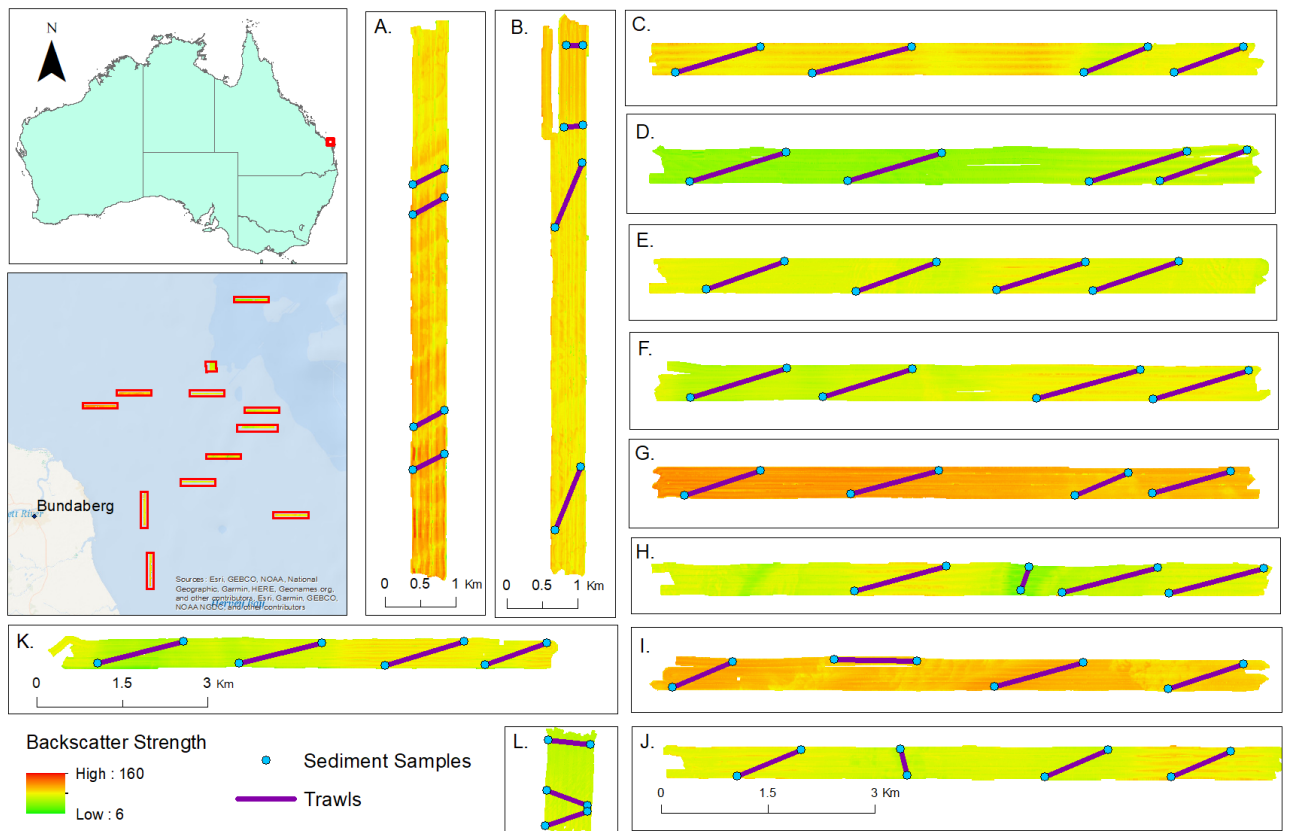 N
A.
B.
C.
D.
E.
F.
G.
H.
I.
J.
K.
L.
Bundaberg
ett River
Sources: Esri, GEBCO, NOAA, National
Geographic, Garmin, HERE, Geonames.org,
and other contributors, Esri, Garmin, GEBCO,
NOAA NGDC, and other contributors
0 0.5 1 Km
0 0.5 1 Km
0 1.5 3 Km
0 1.5 3 Km
Backscatter Strength
High : 160
Low : 6
Sediment Samples
Trawls